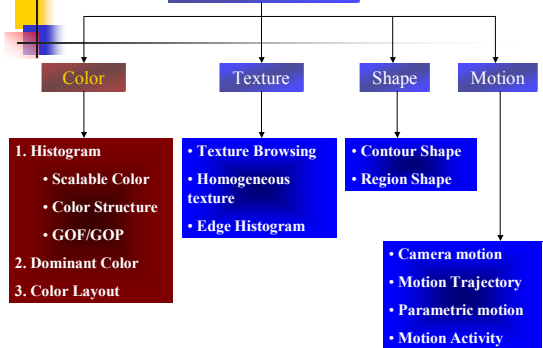 Color
Texture
Shape
Motion
1. Histogram
• Scalable Color
• Color Structure
• GOF/GOP
2. Dominant Color
3. Color Layout
• Texture Browsing
• Homogeneous
texture
• Edge Histogram
• Contour Shape
• Region Shape
• Camera motion
• Motion Trajectory
• Parametric motion
• Motion Activity